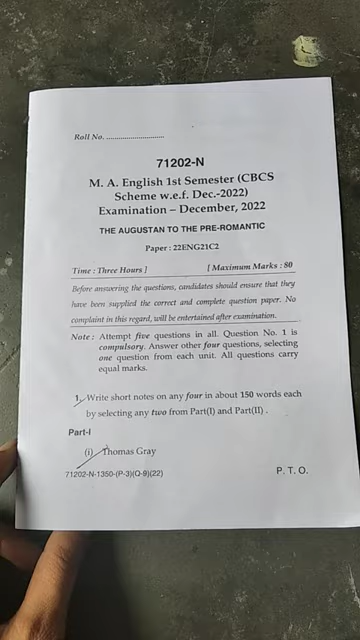 Roll No. ............................
71202-N
M. A. English 1st Semester (CBCS
Scheme w.e.f. Dec.-2022)
Examination – December, 2022
THE AUGUSTAN TO THE PRE-ROMANTIC
Paper : 22ENG21C2
Time : Three Hours ] [ Maximum Marks : 80
Before answering the questions, candidates should ensure that they
have been supplied the correct and complete question paper. No
complaint in this regard, will be entertained after examination.
Note : Attempt five questions in all. Question No. 1 is
compulsory. Answer other four questions, selecting
one question from each unit. All questions carry
equal marks.
1. Write short notes on any four in about 150 words each
by selecting any two from Part(I) and Part(II) .
Part-I
(i) Thomas Gray
71202-N-1350-(P-3)(Q-9)(22) P. T. O.